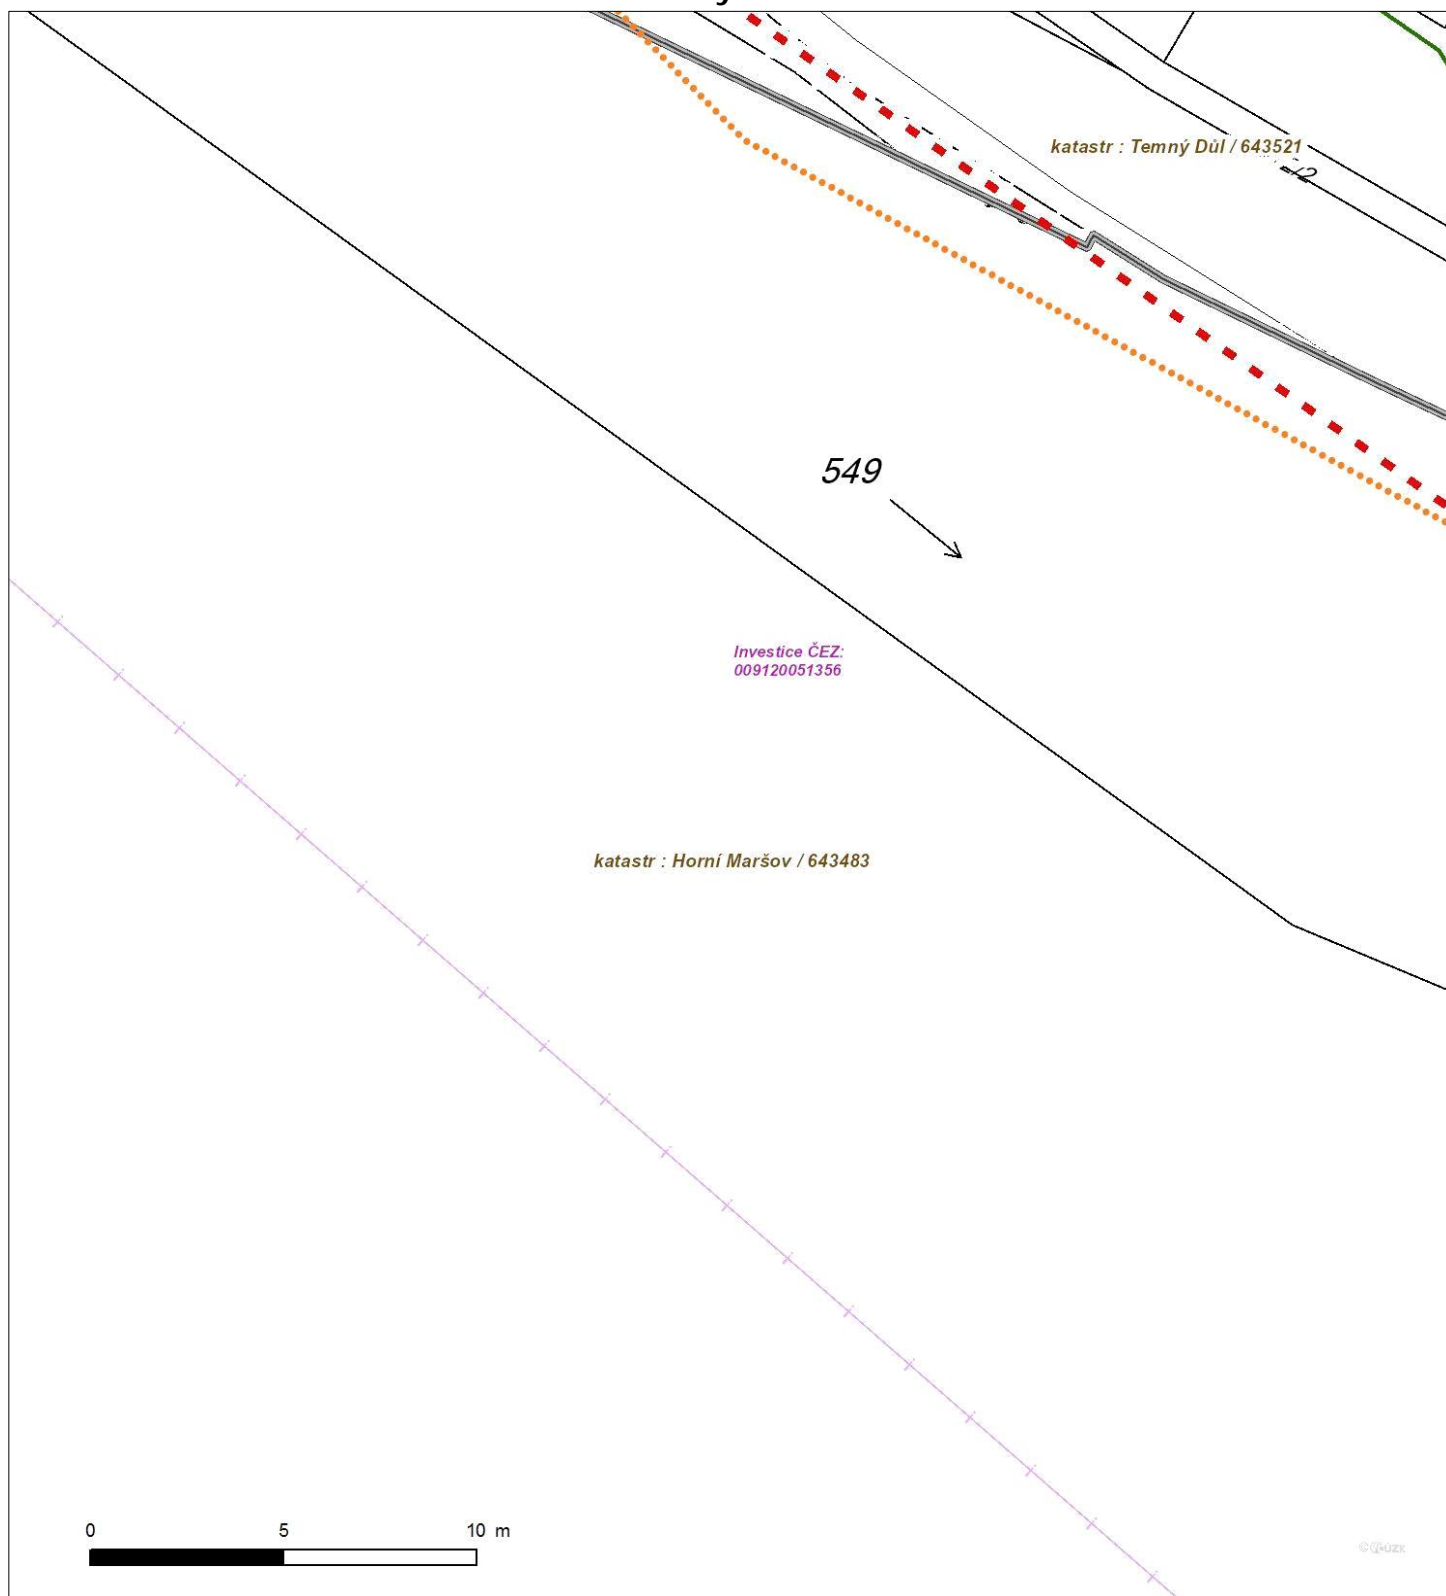 katastr : Temný Důl / 643521
549
Investice ČEZ:
009120051356
katastr : Horní Maršov / 643483
0 5 10 m